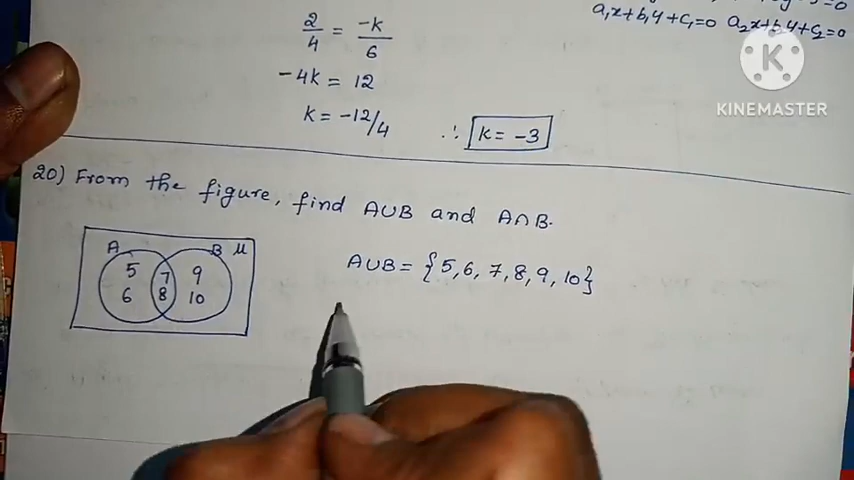 a₁x+b₁y+c₁=0 a₂x+b₂y+c₂=0
2/4 = -k/6
-4k = 12
k = -12/4 ∴ k = -3
KINEMASTER
20) From the figure, find A∪B and A∩B.
A B μ
5 7 9
6 8 10
A∪B = {5, 6, 7, 8, 9, 10}